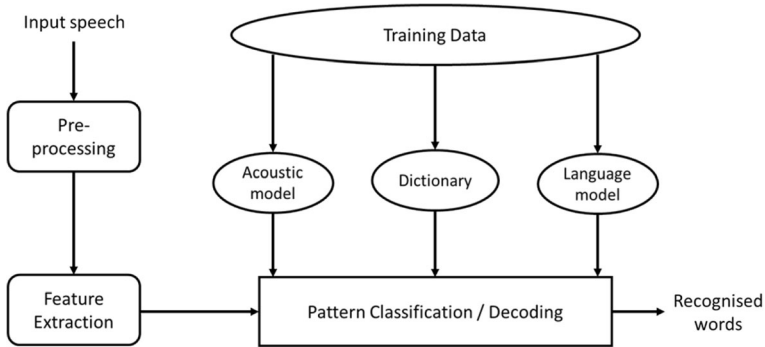 Input speech
Training Data
Pre-
processing
Acoustic
model
Dictionary
Language
model
Feature
Extraction
Pattern Classification / Decoding
Recognised
words